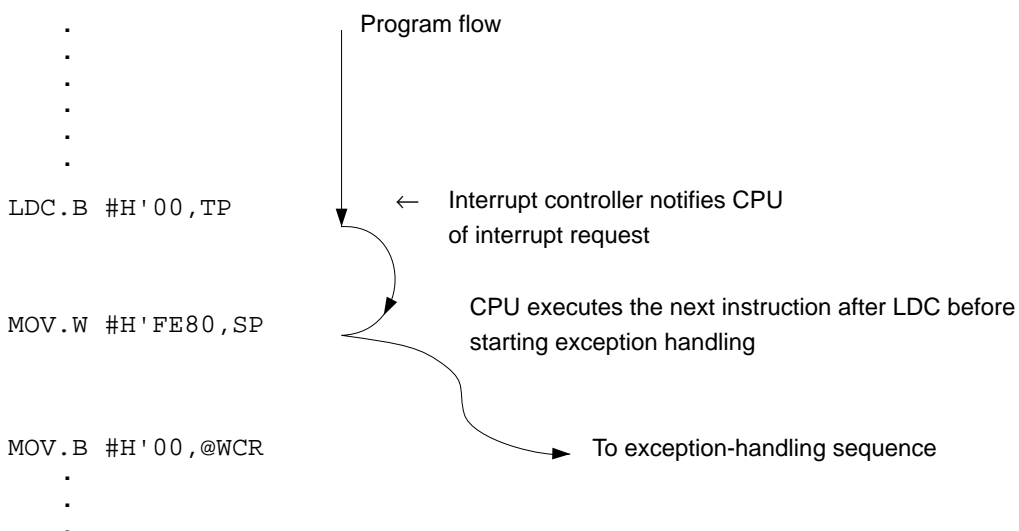 Program flow
LDC.B #H'00,TP
← Interrupt controller notifies CPU
of interrupt request
MOV.W #H'FE80,SP
CPU executes the next instruction after LDC before
starting exception handling
MOV.B #H'00,@WCR
To exception-handling sequence